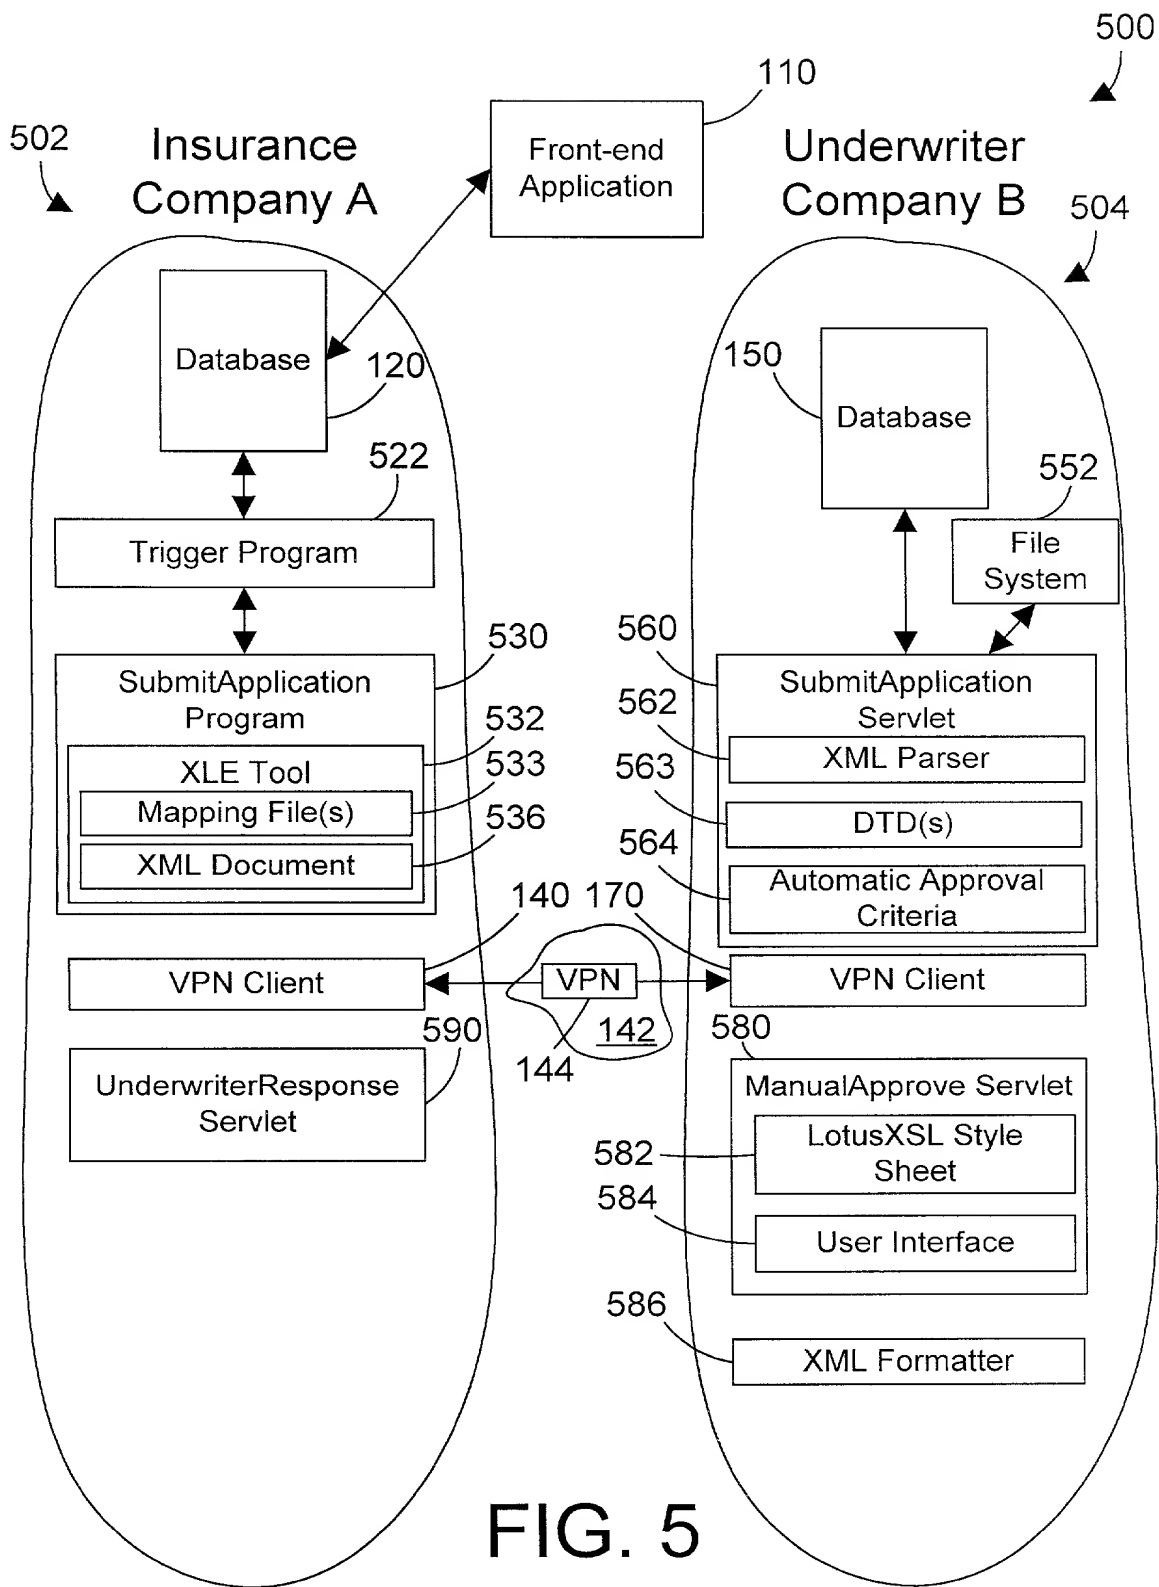 500
110
502
Insurance
Company A
Front-end
Application
Underwriter
Company B
504
Database
120
150
Database
522
552
Trigger Program
File
System
530
560
SubmitApplication
Program
SubmitApplication
Servlet
532
562
XLE Tool
XML Parser
533
563
Mapping File(s)
DTD(s)
536
564
XML Document
Automatic Approval
Criteria
140
170
VPN Client
VPN
VPN Client
142
144
590
580
UnderwriterResponse
Servlet
ManualApprove Servlet
582
LotusXSL Style
Sheet
584
User Interface
586
XML Formatter
FIG. 5